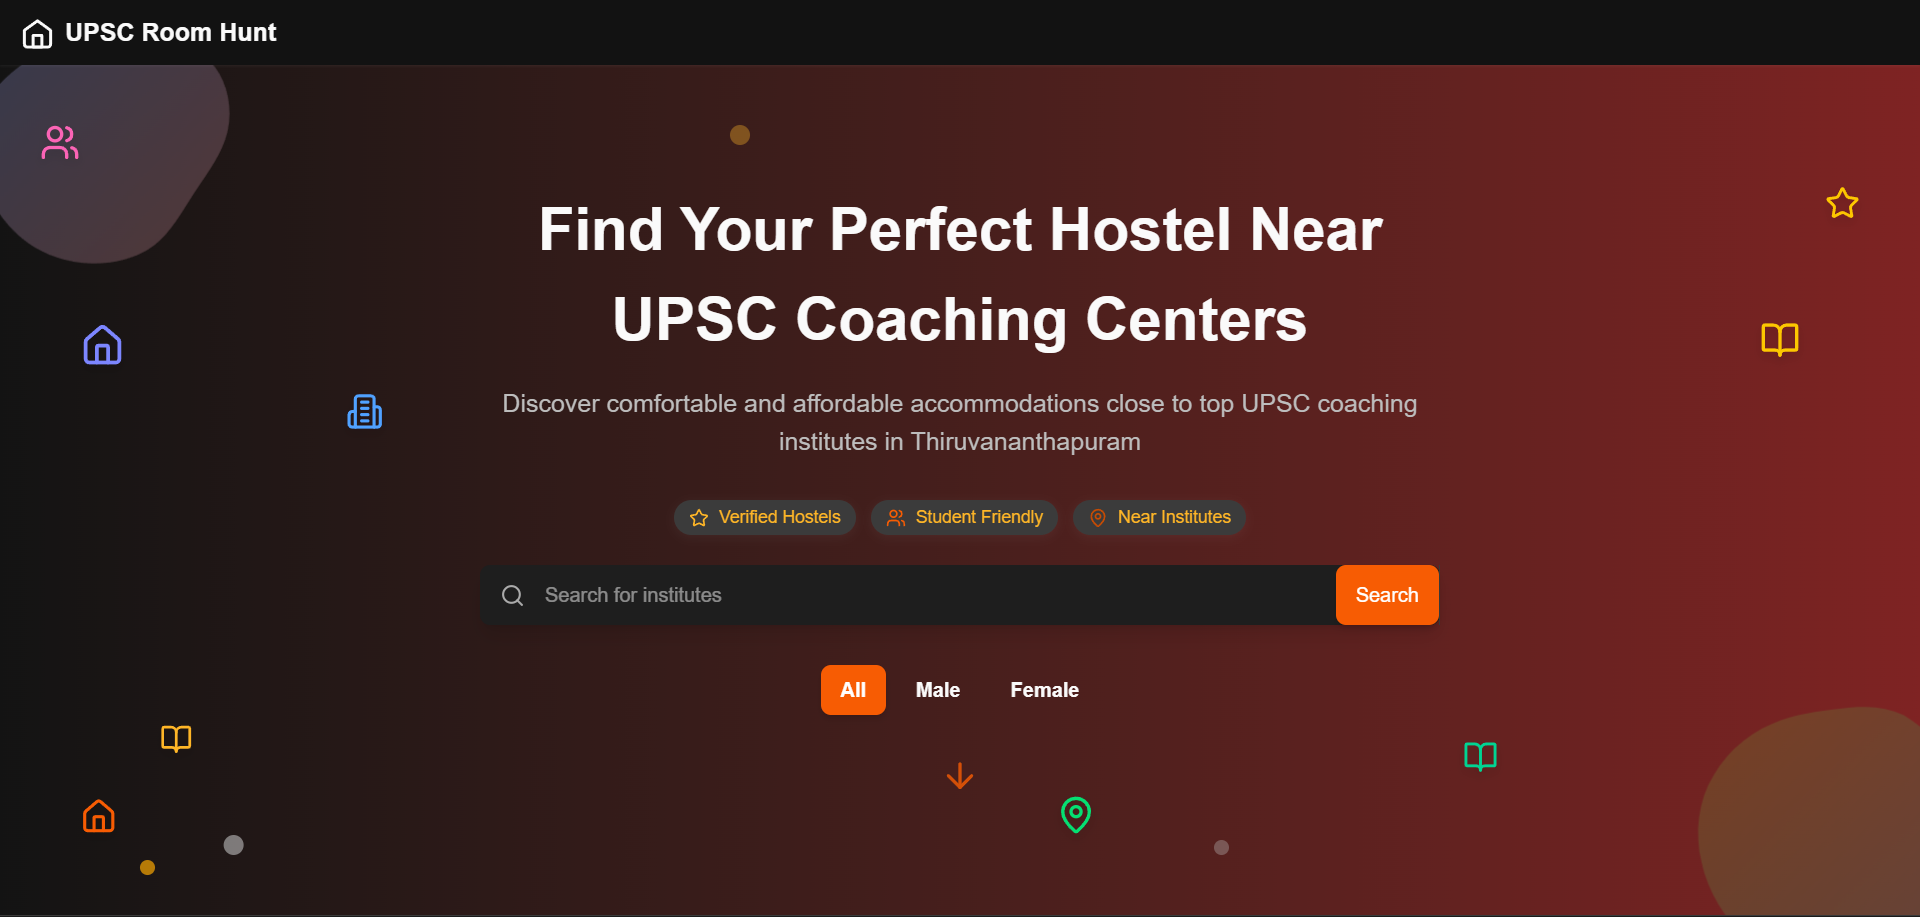 UPSC Room Hunt
Find Your Perfect Hostel Near
UPSC Coaching Centers
Discover comfortable and affordable accommodations close to top UPSC coaching
institutes in Thiruvananthapuram
Verified Hostels
Student Friendly
Near Institutes
Search for institutes
Search
All
Male
Female